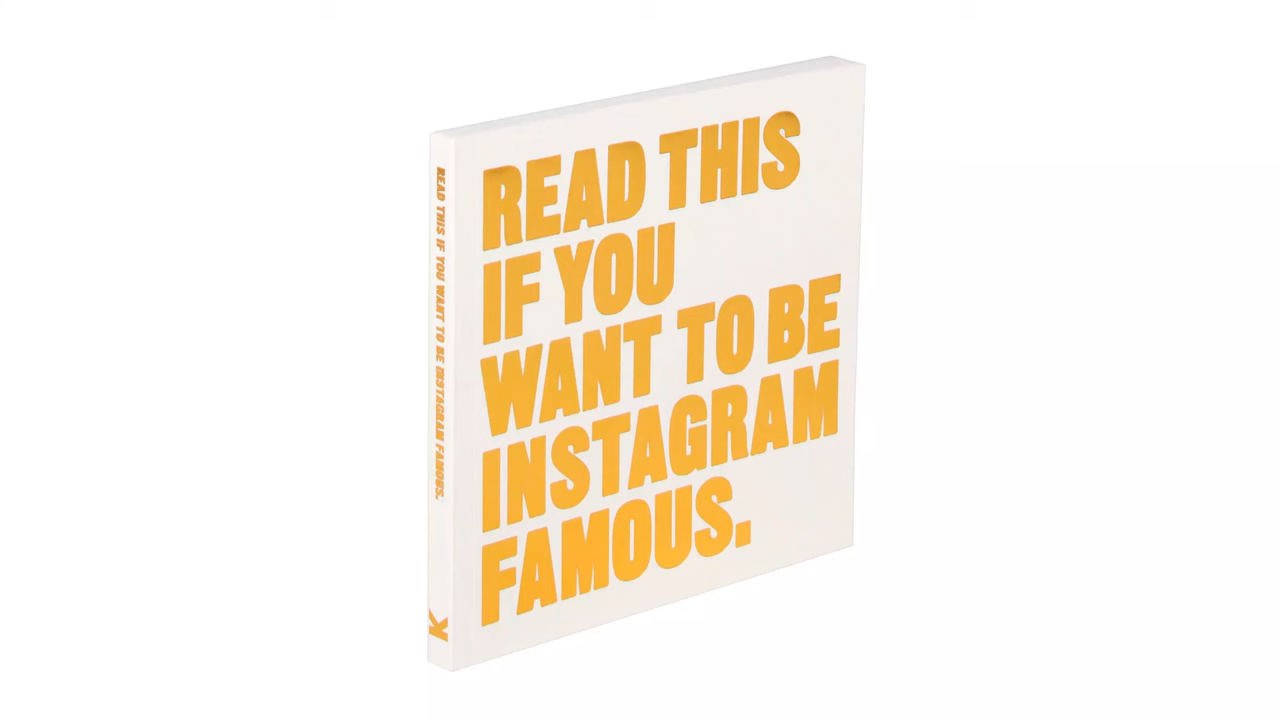 READ THIS
IF YOU
WANT TO BE
INSTAGRAM
FAMOUS.
READ THIS IF YOU WANT TO BE INSTAGRAM FAMOUS.